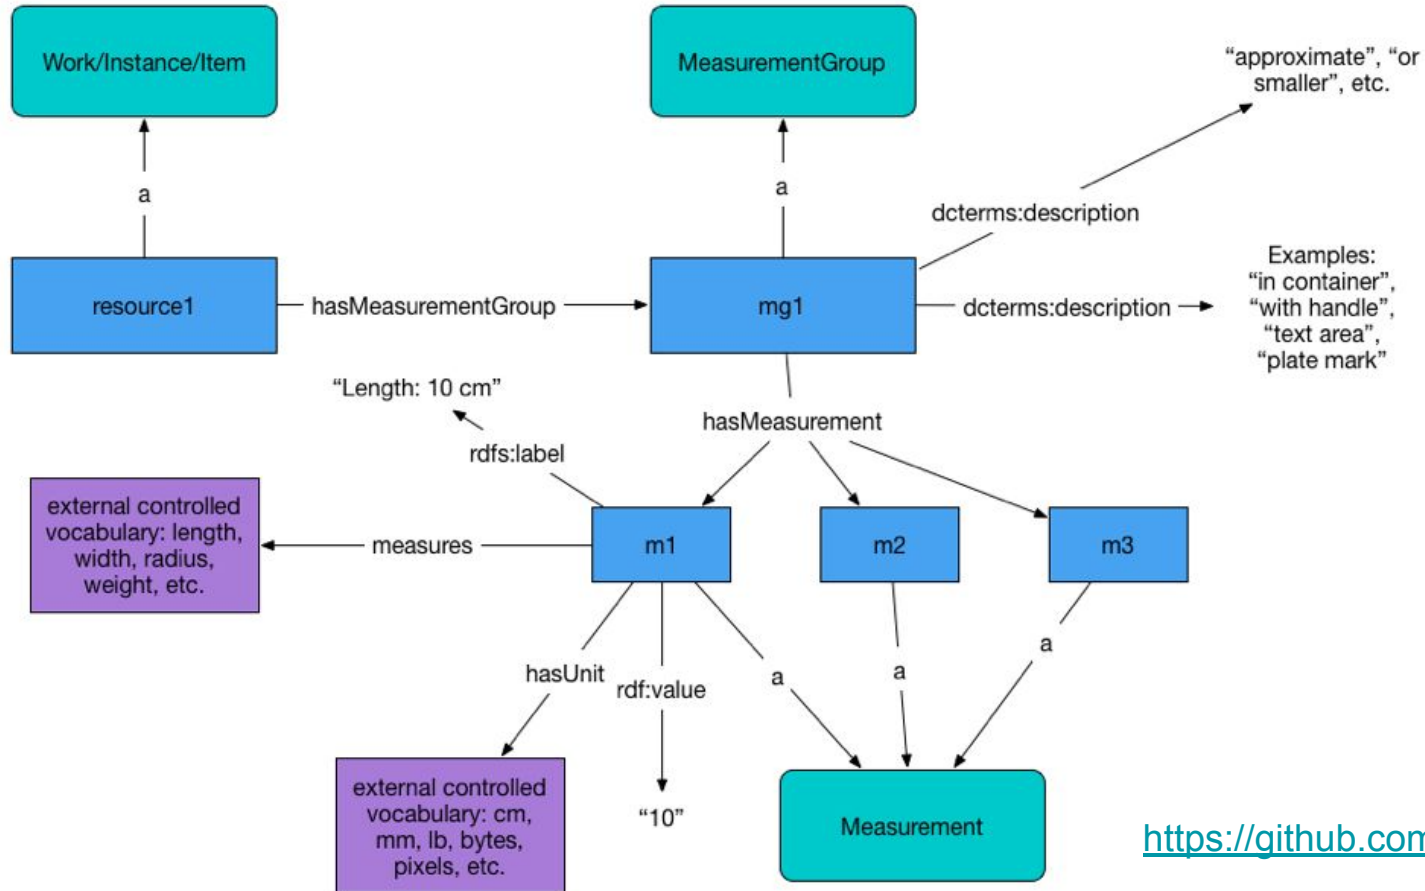 Work/Instance/Item
MeasurementGroup
“approximate”, “or
smaller”, etc.
a
a
dcterms:description
resource1
hasMeasurementGroup
mg1
dcterms:description
Examples:
“in container”,
“with handle”,
“text area”,
“plate mark”
“Length: 10 cm”
hasMeasurement
rdfs:label
external controlled
vocabulary: length,
width, radius,
weight, etc.
measures
m1
m2
m3
hasUnit
rdf:value
a
a
a
external controlled
vocabulary: cm,
mm, lb, bytes,
pixels, etc.
“10”
Measurement
https://github.com